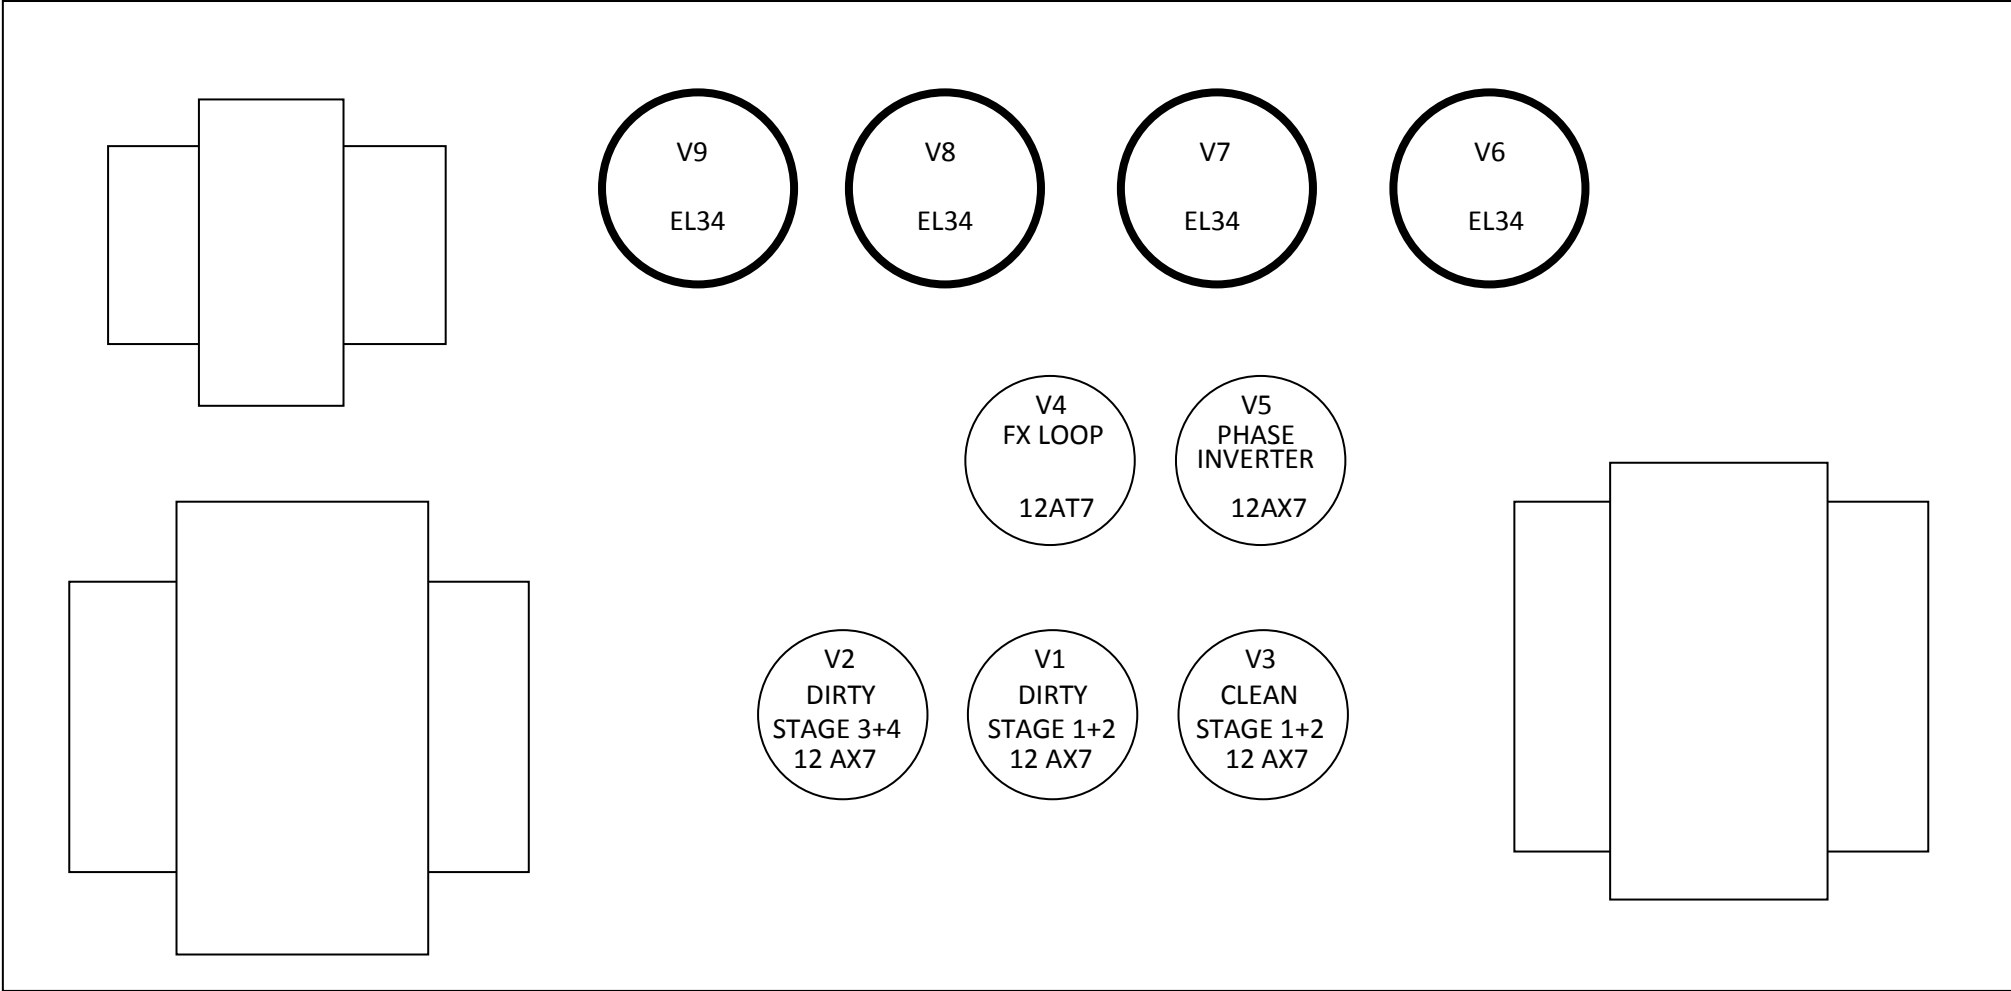 V9
EL34
V8
EL34
V7
EL34
V6
EL34
V4
FX LOOP
12AT7
V5
PHASE
INVERTER
12AX7
V2
DIRTY
STAGE 3+4
12 AX7
V1
DIRTY
STAGE 1+2
12 AX7
V3
CLEAN
STAGE 1+2
12 AX7